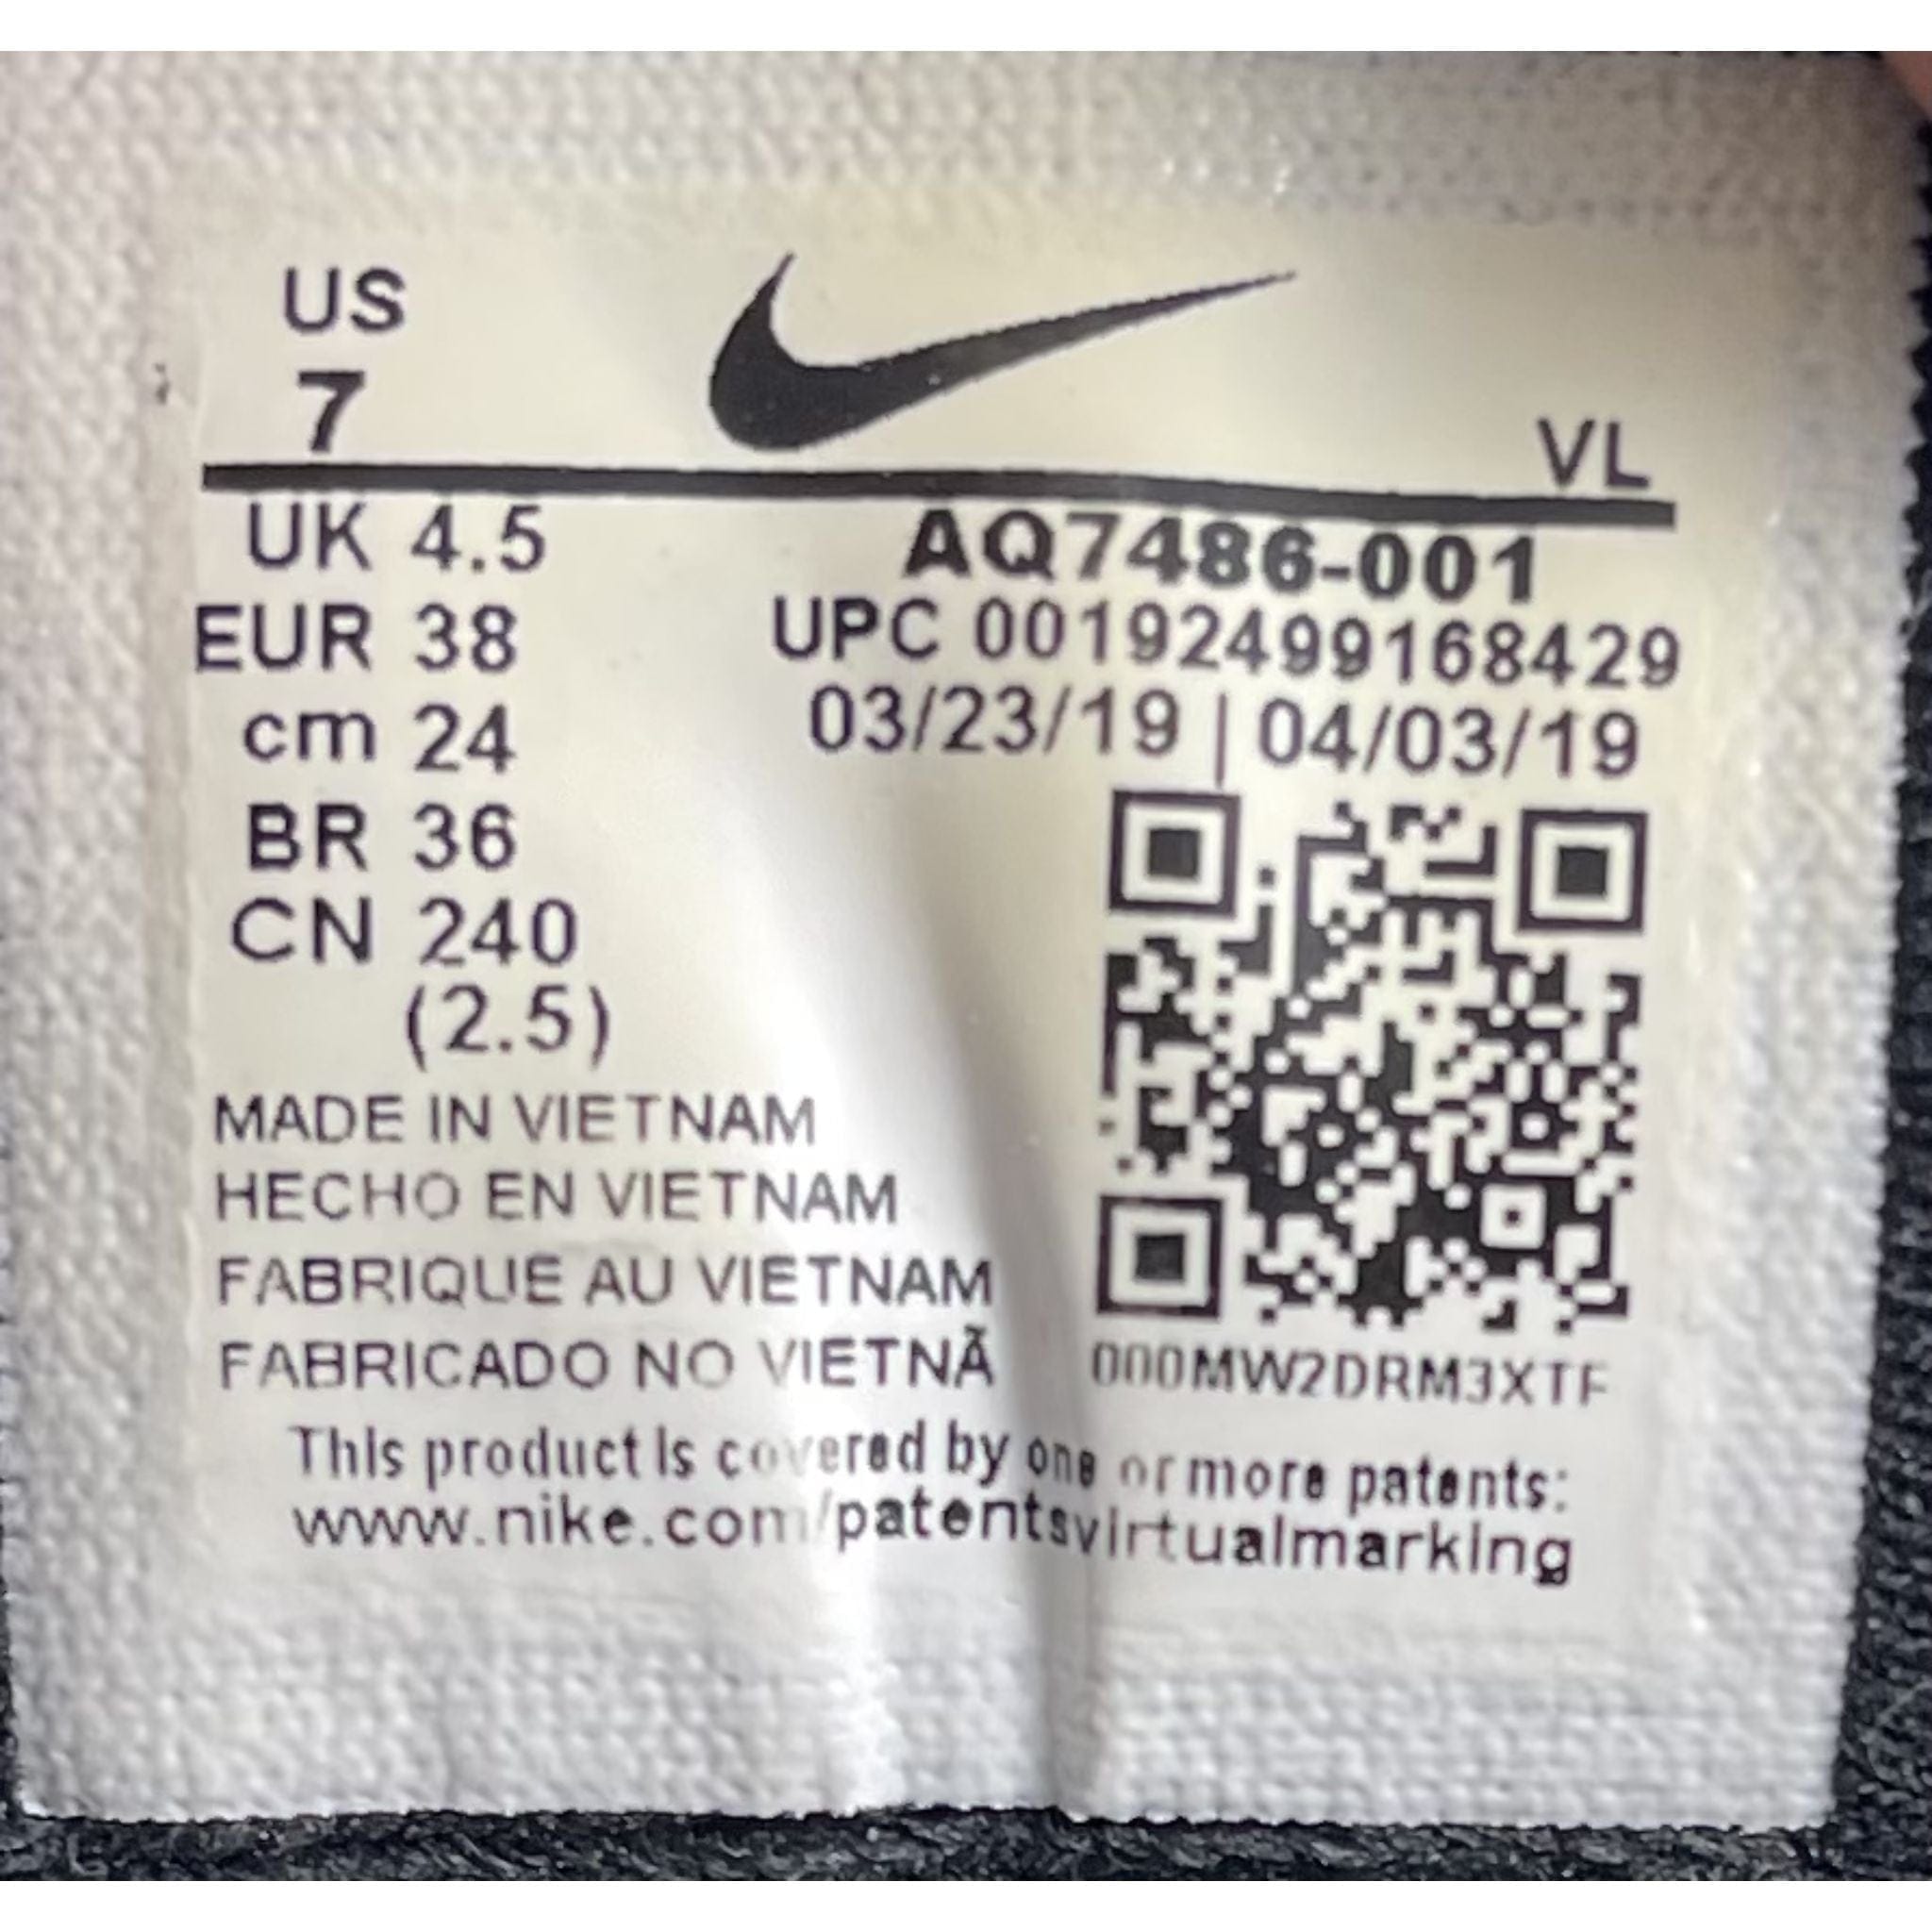 US
7
VL
UK 4.5
EUR 38
cm 24
BR 36
CN 240
(2.5)
AQ7486-001
UPC 00192499168429
03/23/19 | 04/03/19
MADE IN VIETNAM
HECHO EN VIETNAM
FABRIQUE AU VIETNAM
FABRICADO NO VIETNÃ
000MW2DRM3XTF
This product is covered by one or more patents:
www.nike.com/patentsvirtualmarking